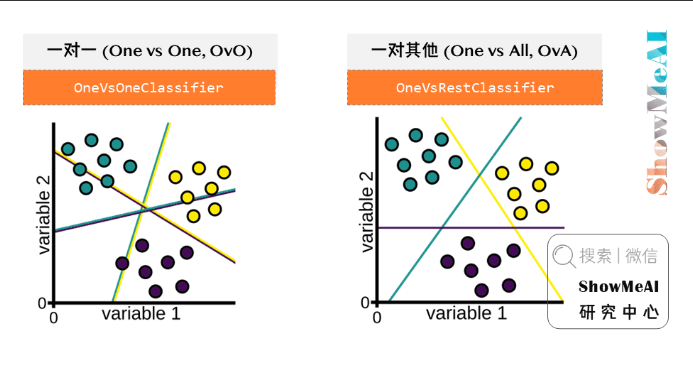 一对一 (One vs One, OvO)
OneVsOneClassifier
variable 2
0
0
variable 1
一对其他 (One vs All, OvA)
OneVsRestClassifier
variable 2
0
0
variable 1
ShowMeAI
搜索 | 微信
ShowMeAI
研究中心